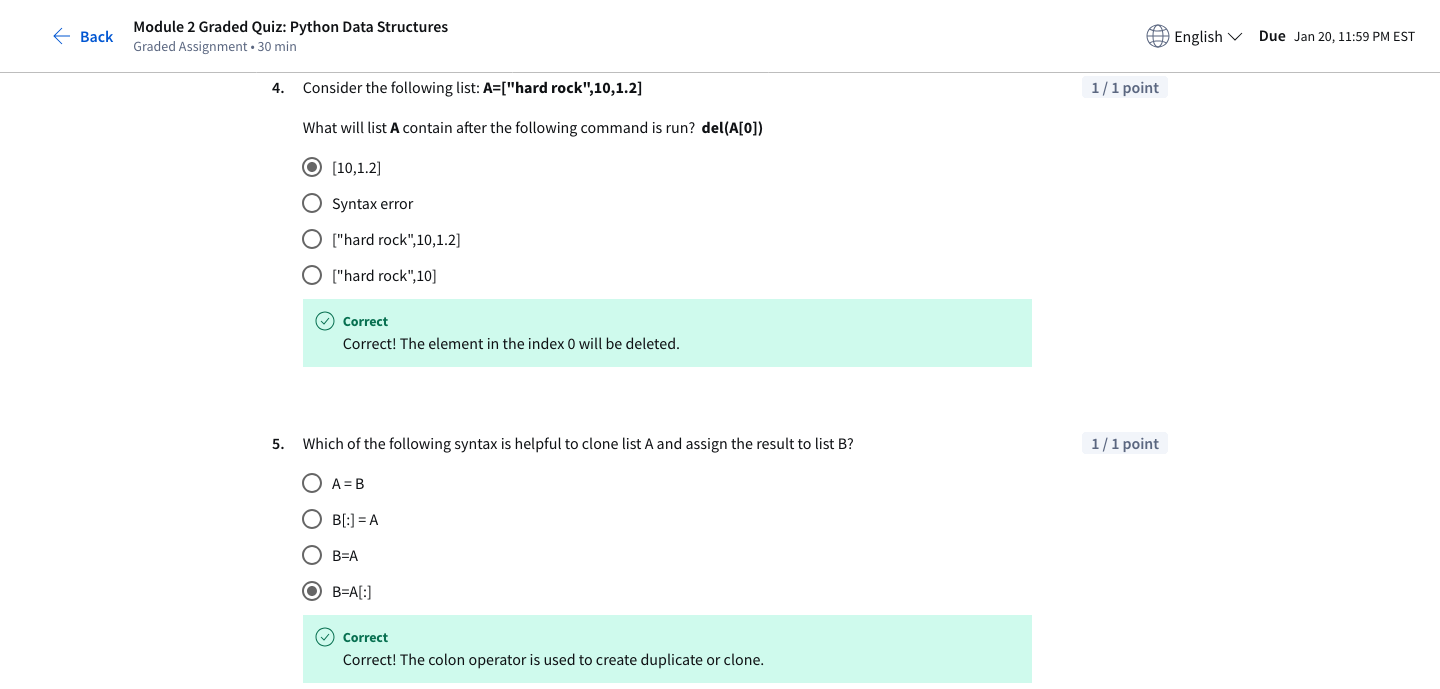 Back
Module 2 Graded Quiz: Python Data Structures
Graded Assignment • 30 min
English
Due Jan 20, 11:59 PM EST
4. Consider the following list: A=["hard rock",10,1.2]
1 / 1 point
What will list A contain after the following command is run? del(A[0])
[10,1.2]
Syntax error
["hard rock",10,1.2]
["hard rock",10]
Correct
Correct! The element in the index 0 will be deleted.
5. Which of the following syntax is helpful to clone list A and assign the result to list B?
1 / 1 point
A = B
B[:] = A
B=A
B=A[:]
Correct
Correct! The colon operator is used to create duplicate or clone.